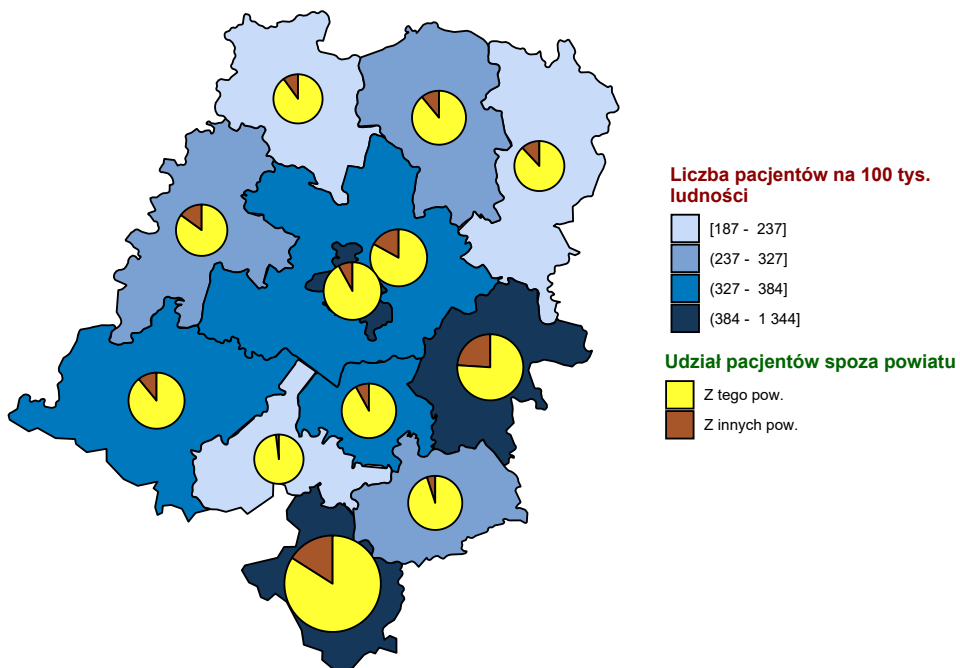 Liczba pacjentów na 100 tys.
ludności
[187 - 237]
(237 - 327]
(327 - 384]
(384 - 1 344]
Udział pacjentów spoza powiatu
Z tego pow.
Z innych pow.